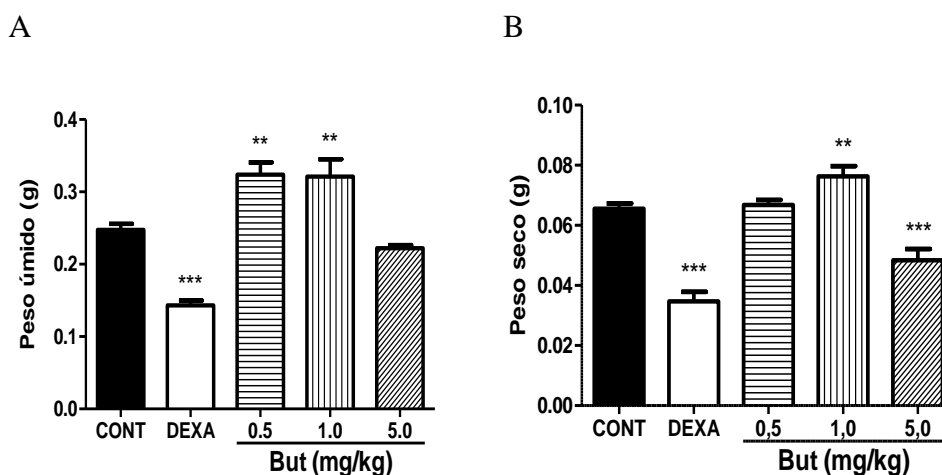 A
B
Peso úmido (g)
0.4
0.3
0.2
0.1
0.0
***
**
**
CONT
DEXA
0.5
1.0
5.0
But (mg/kg)
Peso seco (g)
0.10
0.08
0.06
0.04
0.02
0.00
***
**
***
CONT
DEXA
0,5
1,0
5,0
But (mg/kg)